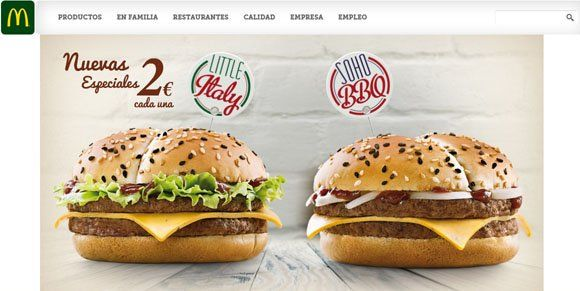 PRODUCTOS EN FAMILIA RESTAURANTES CALIDAD EMPRESA EMPLEO
Nuevas
Especiales 2€
cada una
LITTLE
Italy
SOHO
BBQ